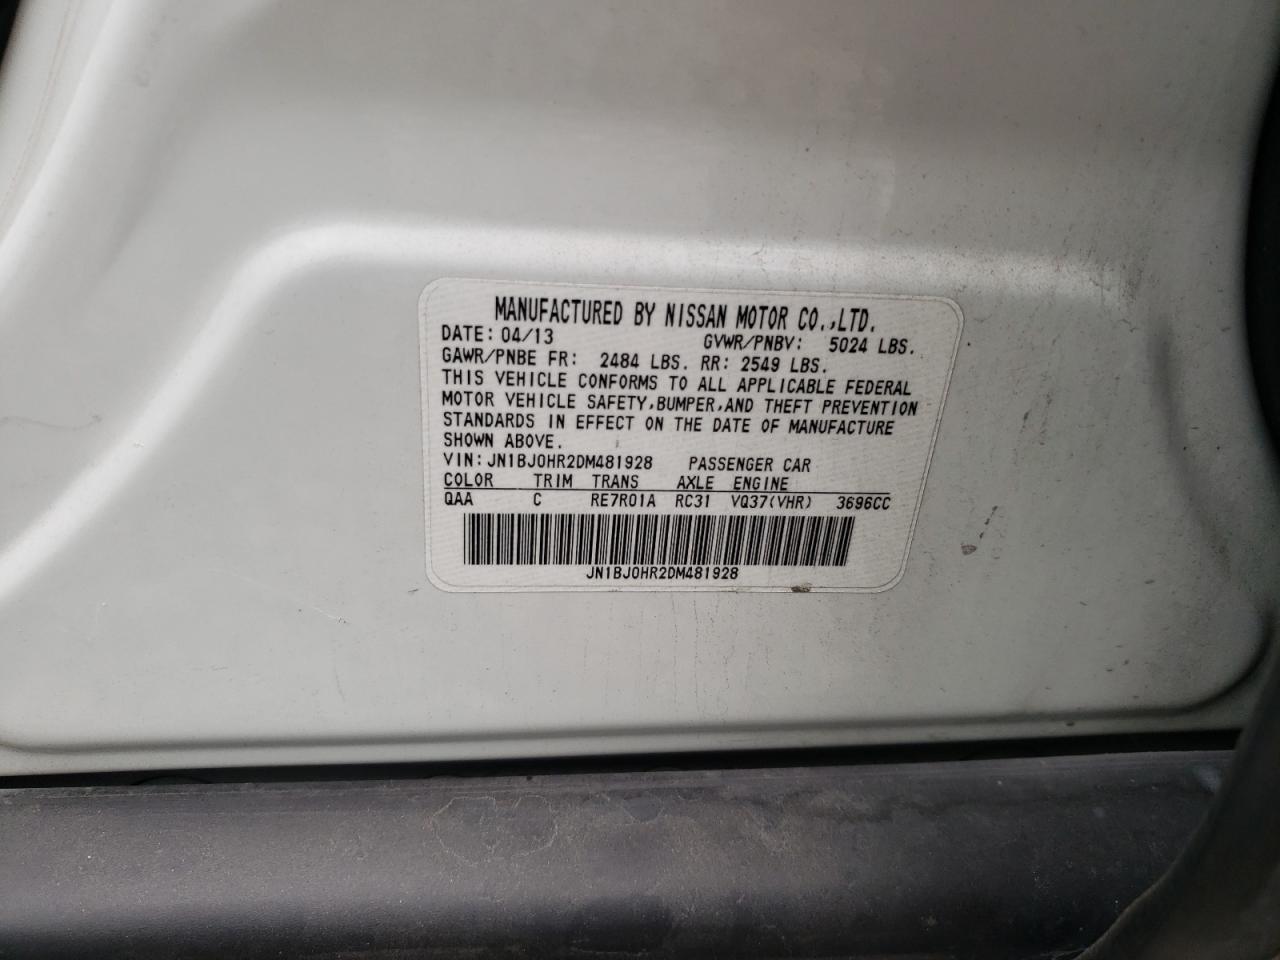 MANUFACTURED BY NISSAN MOTOR CO.,LTD.
DATE: 04/13 GVWR/PNBV: 5024 LBS.
GAWR/PNBE FR: 2484 LBS. RR: 2549 LBS.
THIS VEHICLE CONFORMS TO ALL APPLICABLE FEDERAL
MOTOR VEHICLE SAFETY,BUMPER,AND THEFT PREVENTION
STANDARDS IN EFFECT ON THE DATE OF MANUFACTURE
SHOWN ABOVE.
VIN:JN1BJ0HR2DM481928 PASSENGER CAR
COLOR TRIM TRANS AXLE ENGINE
QAA C RE7R01A RC31 VQ37(VHR) 3696CC
JN1BJ0HR2DM481928